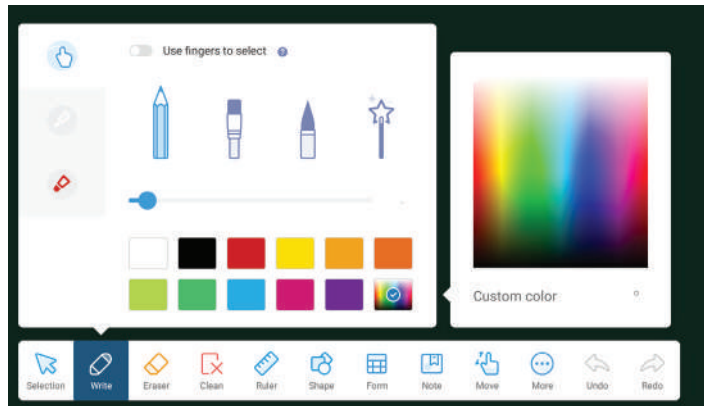 Use fingers to select ?
Custom color
Selection Write Eraser Clean Ruler Shape Form Note Move More Undo Redo